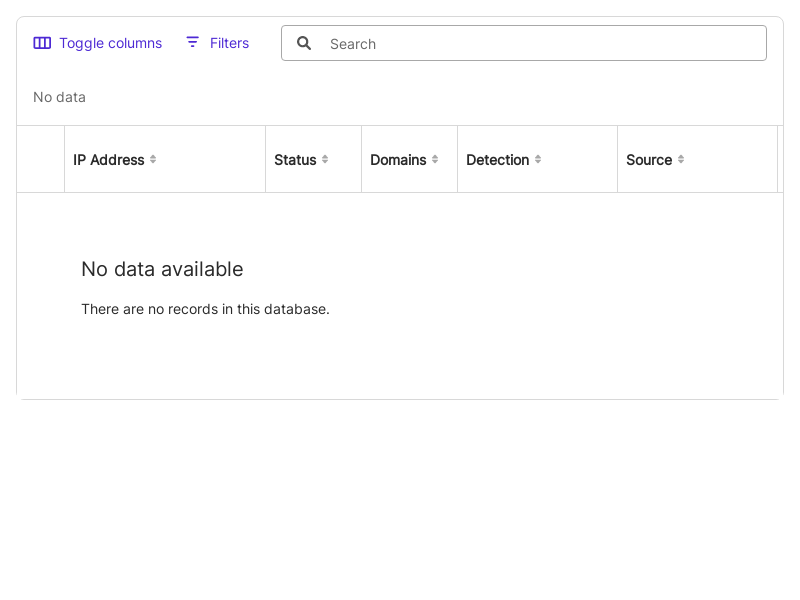 Toggle columns Filters Search
No data
IP Address Status Domains Detection Source
No data available
There are no records in this database.